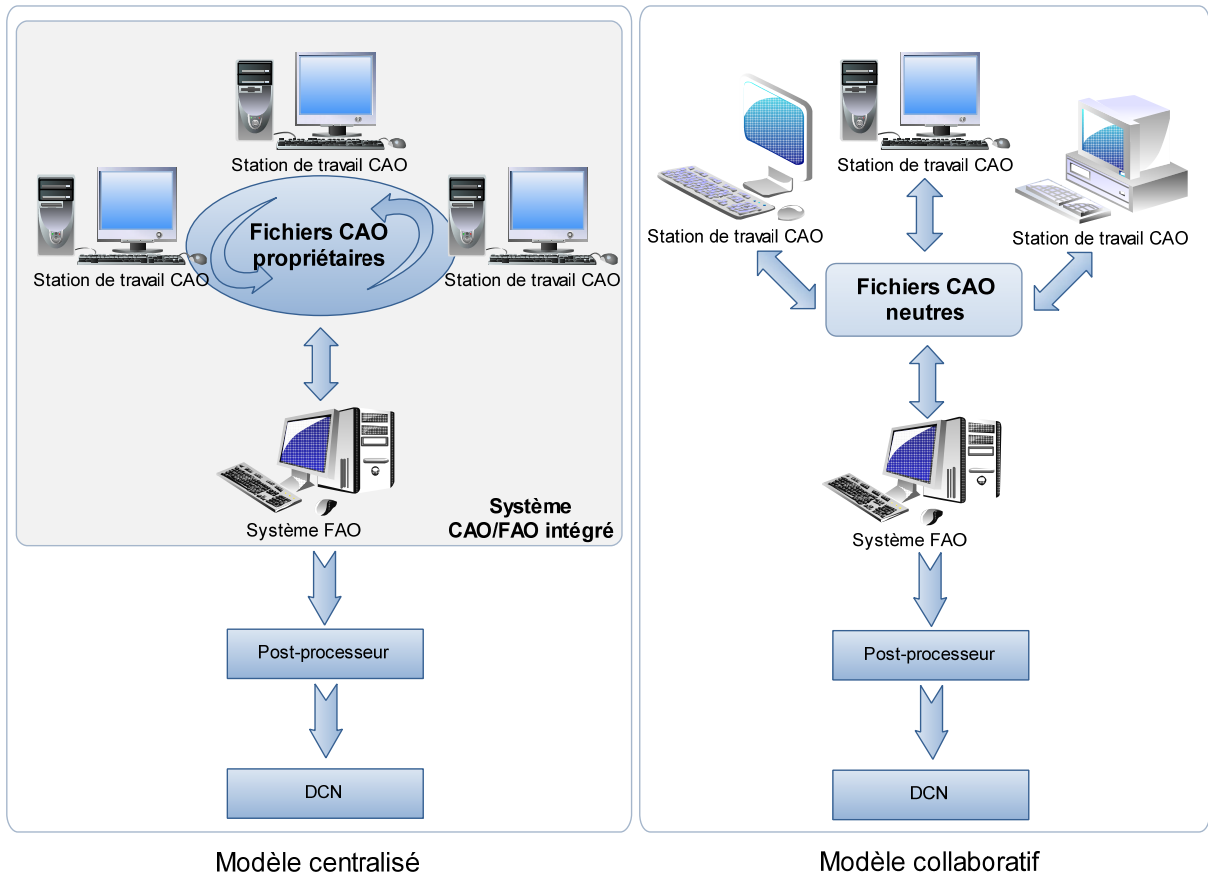 Station de travail CAO
Station de travail CAO
Fichiers CAO
propriétaires
Station de travail CAO
Système FAO
Système
CAO/FAO intégré
Post-processeur
DCN
Modèle centralisé
Station de travail CAO
Station de travail CAO
Station de travail CAO
Fichiers CAO
neutres
Système FAO
Post-processeur
DCN
Modèle collaboratif